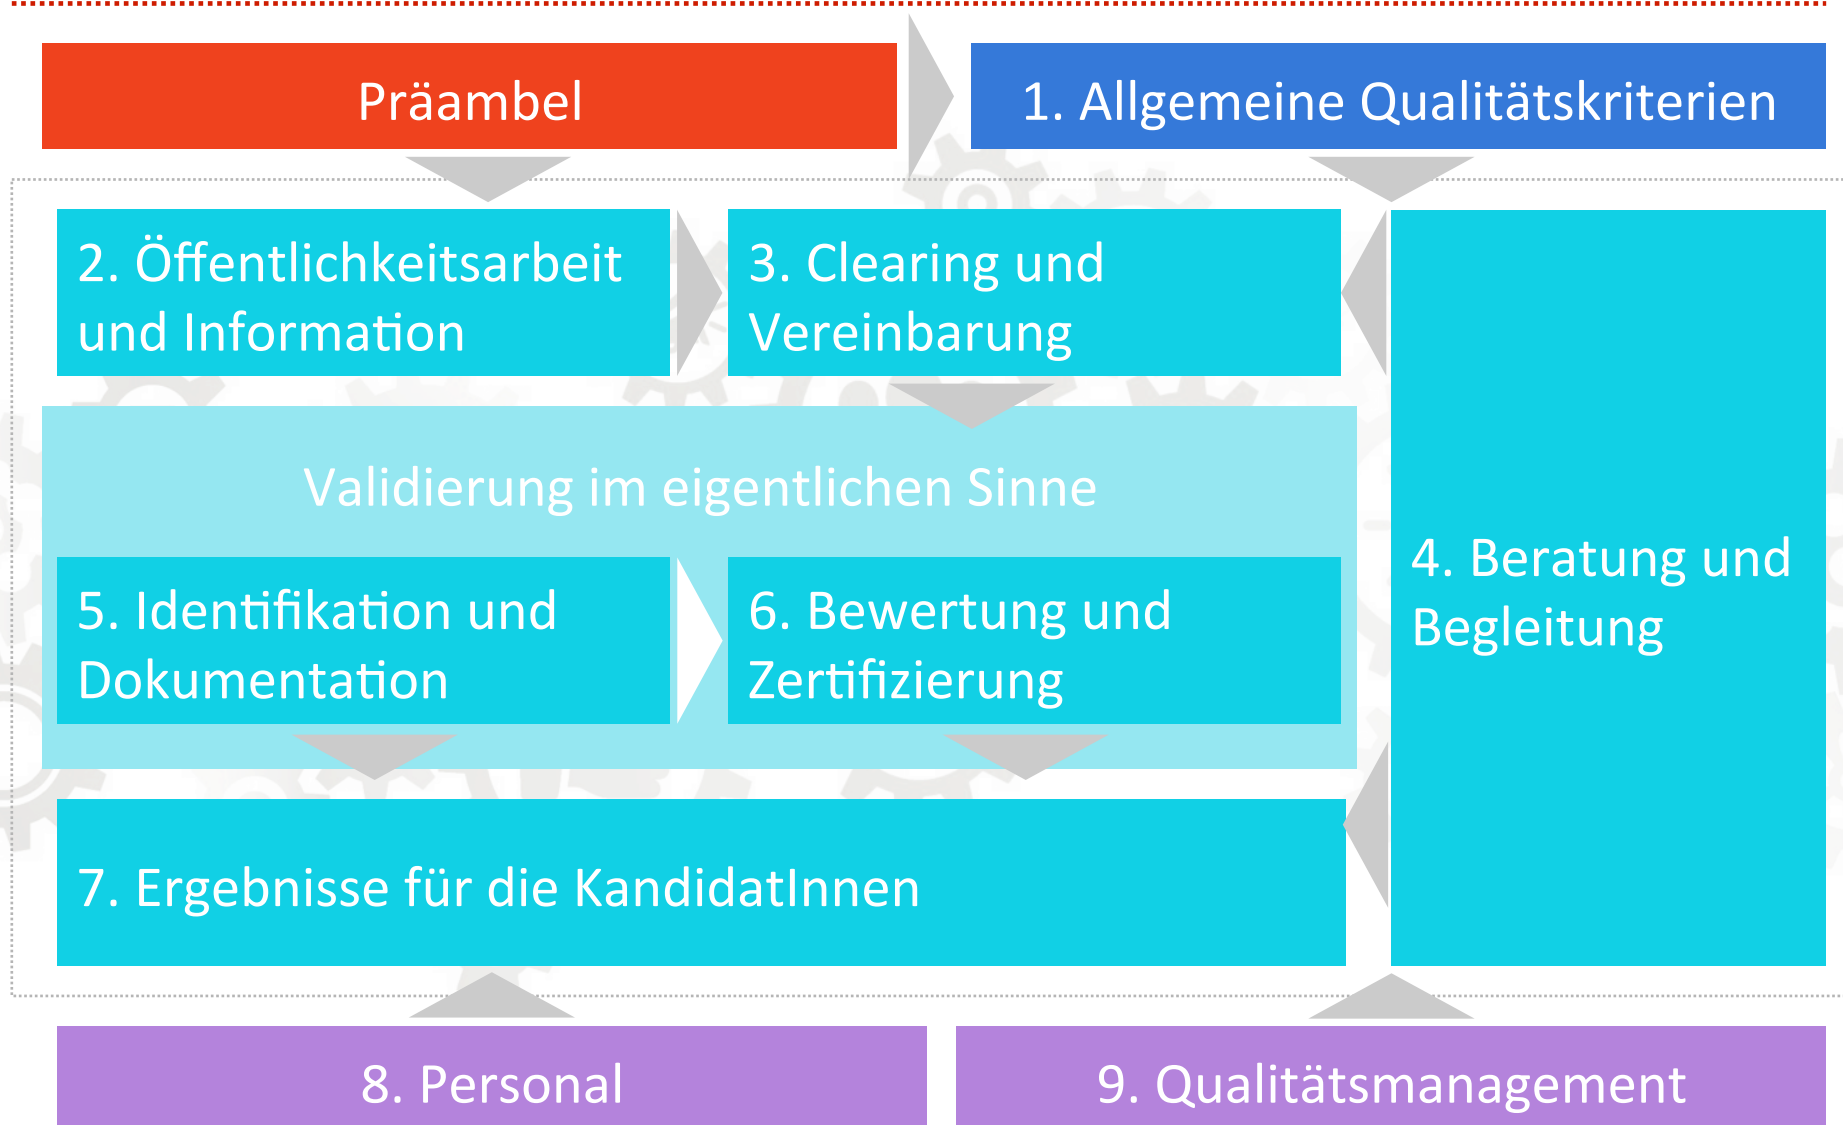 Präambel
1. Allgemeine Qualitätskriterien
2. Öffentlichkeitsarbeit
und Information
3. Clearing und
Vereinbarung
Validierung im eigentlichen Sinne
4. Beratung und
Begleitung
5. Identifikation und
Dokumentation
6. Bewertung und
Zertifizierung
7. Ergebnisse für die KandidatInnen
8. Personal
9. Qualitätsmanagement